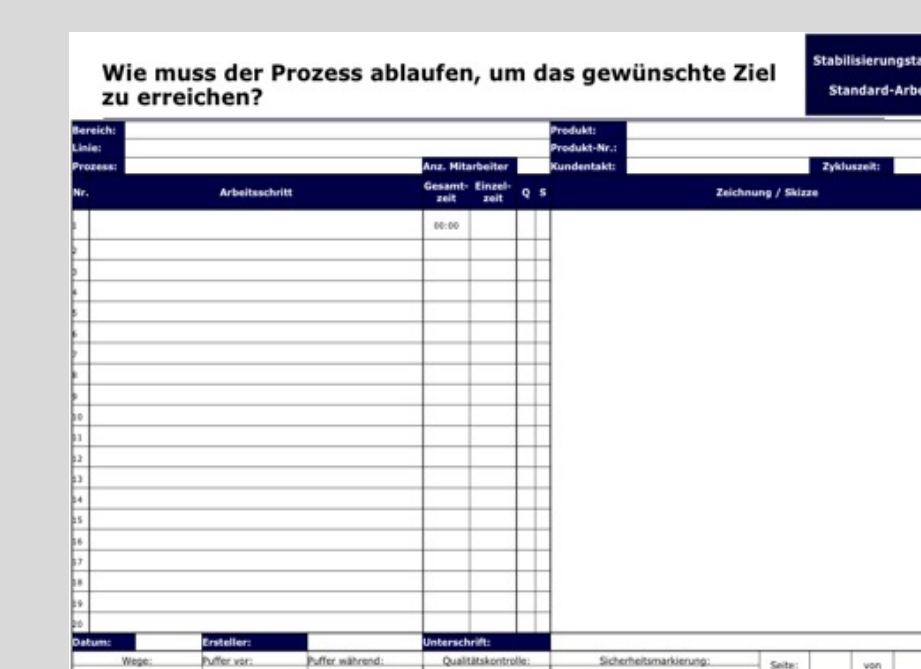 Wie muss der Prozess ablaufen, um das gewünschte Ziel
zu erreichen?
Stabilisierungsta
Standard-Arbe
Bereich: Produkt:
Linie: Produkt-Nr.:
Prozess: Anz. Mitarbeiter Kundentakt: Zykluszeit:
Nr. Arbeitsschritt Gesamt-zeit Einzel-zeit Q S Zeichnung / Skizze
1 00:00
2
3
4
5
6
7
8
9
10
11
12
13
14
15
16
17
18
19
20
Datum: Ersteller: Unterschrift:
Wege: Puffer vor: Puffer während: Qualitätskontrolle: Sicherheitsmarkierung: Seite: von